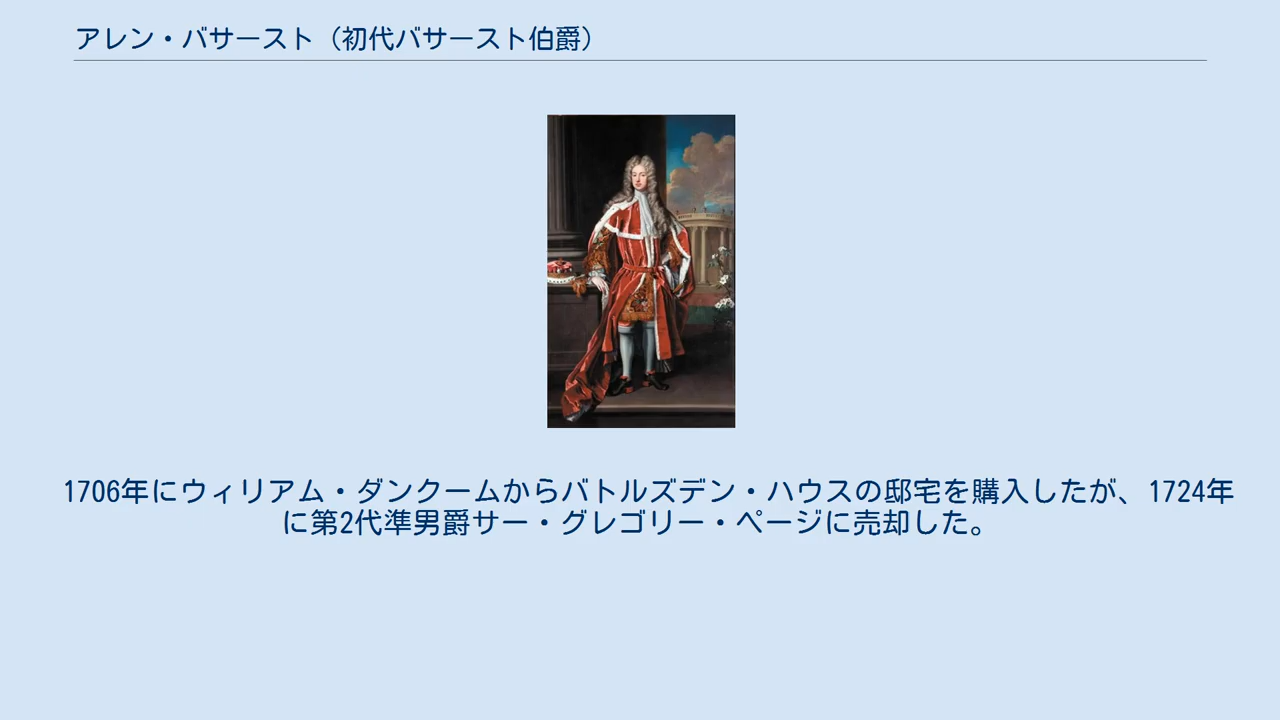 アレン・バサースト（初代バサースト伯爵）
1706年にウィリアム・ダンクームからバトルズデン・ハウスの邸宅を購入したが、1724年
に第2代準男爵サー・グレゴリー・ページに売却した。